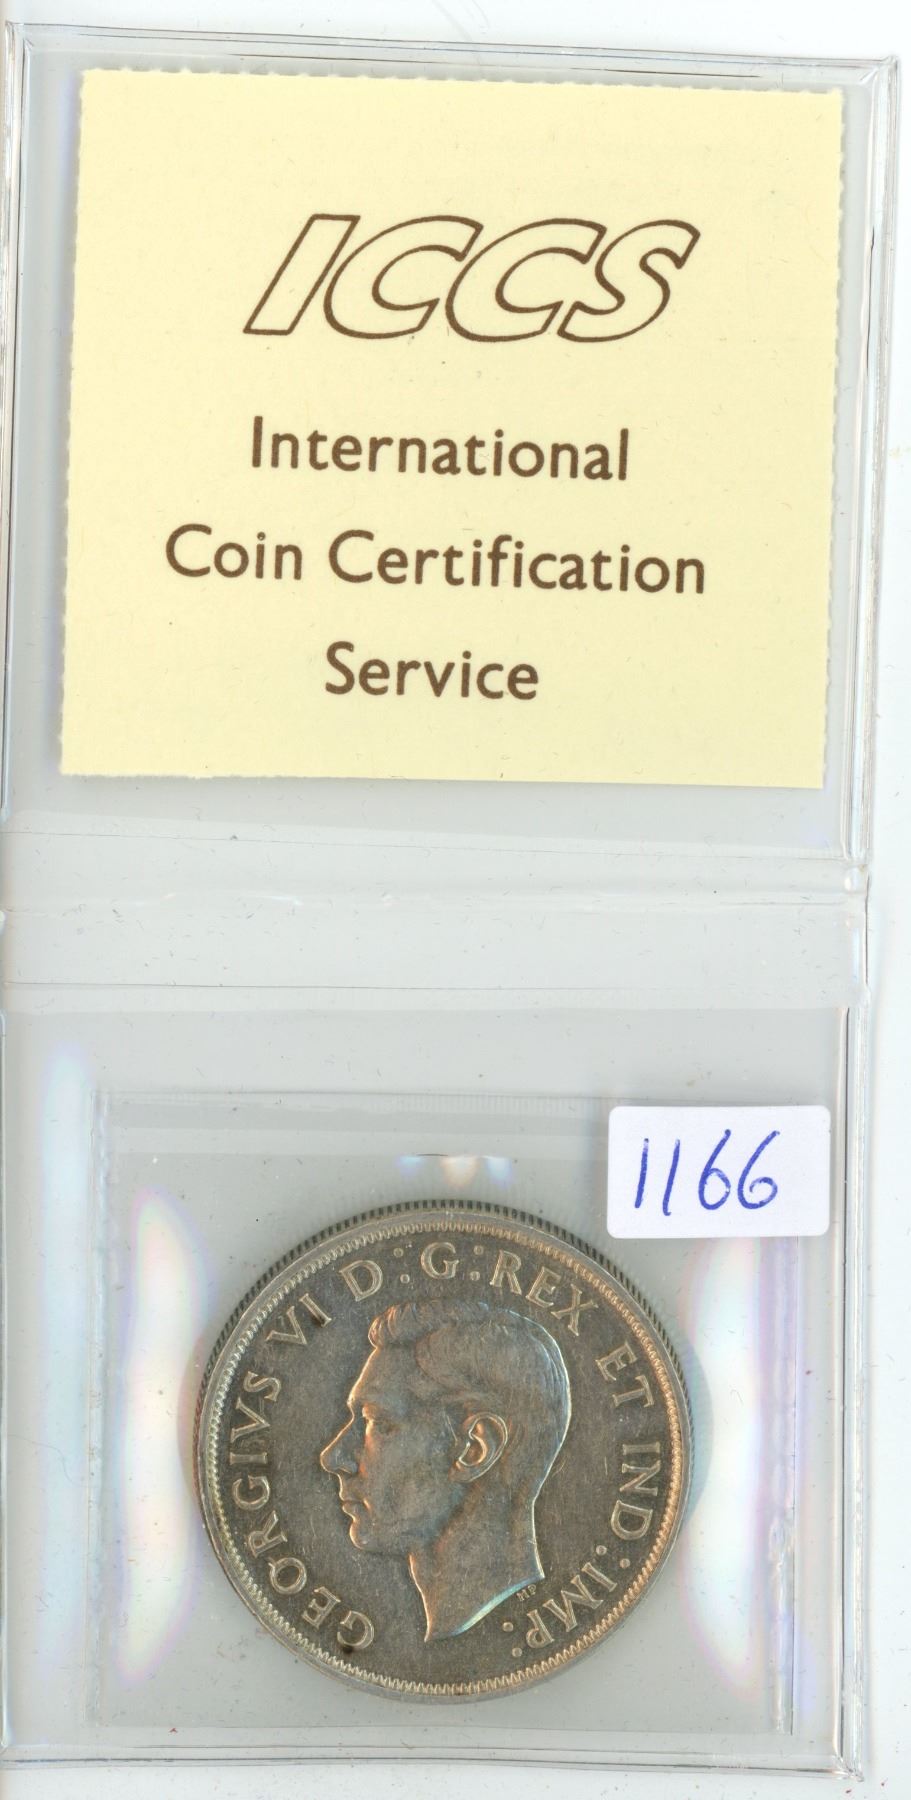 ICCS
International
Coin Certification
Service
1166
GEORGIVS VI D:G:REX ET IND:IMP:
HP